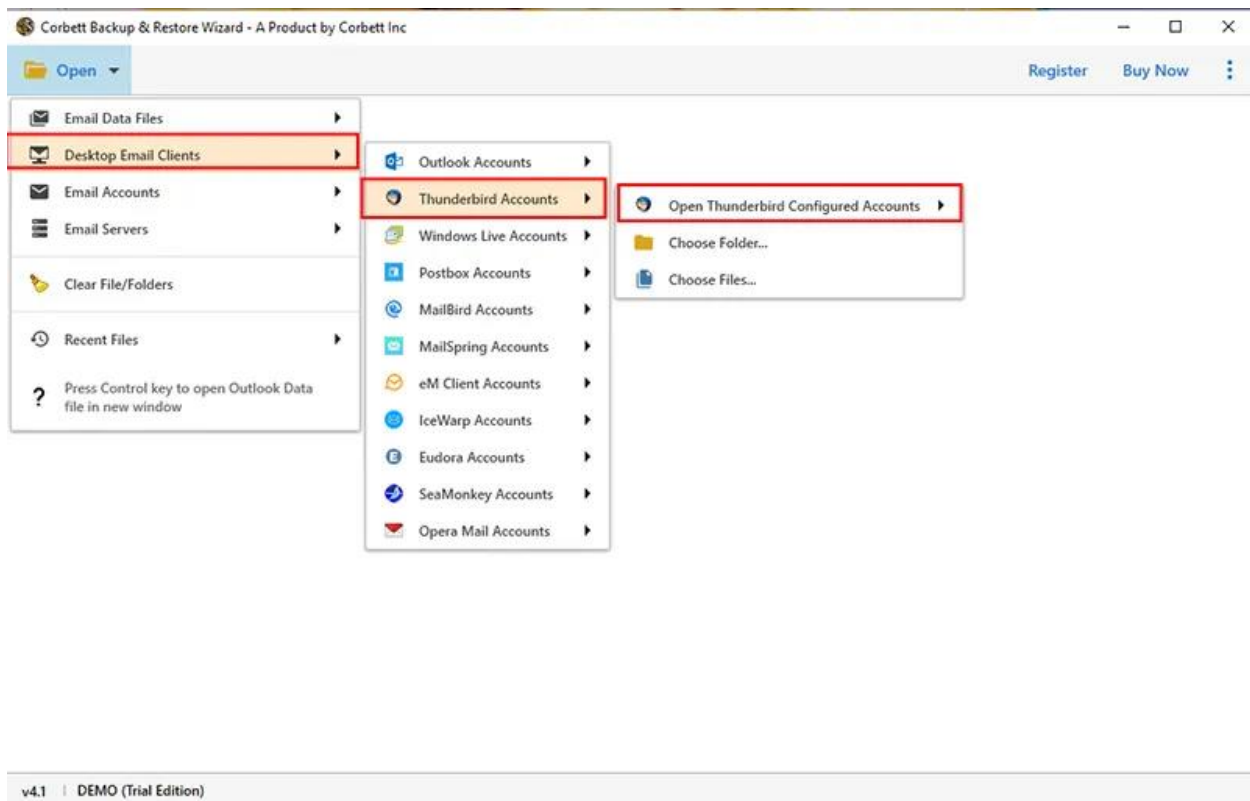 Corbett Backup & Restore Wizard - A Product by Corbett Inc
Open
Register
Buy Now
Email Data Files
Desktop Email Clients
Email Accounts
Email Servers
Clear File/Folders
Recent Files
? Press Control key to open Outlook Data
file in new window
Outlook Accounts
Thunderbird Accounts
Windows Live Accounts
Postbox Accounts
MailBird Accounts
MailSpring Accounts
eM Client Accounts
IceWarp Accounts
Eudora Accounts
SeaMonkey Accounts
Opera Mail Accounts
Open Thunderbird Configured Accounts
Choose Folder...
Choose Files...
v4.1 | DEMO (Trial Edition)